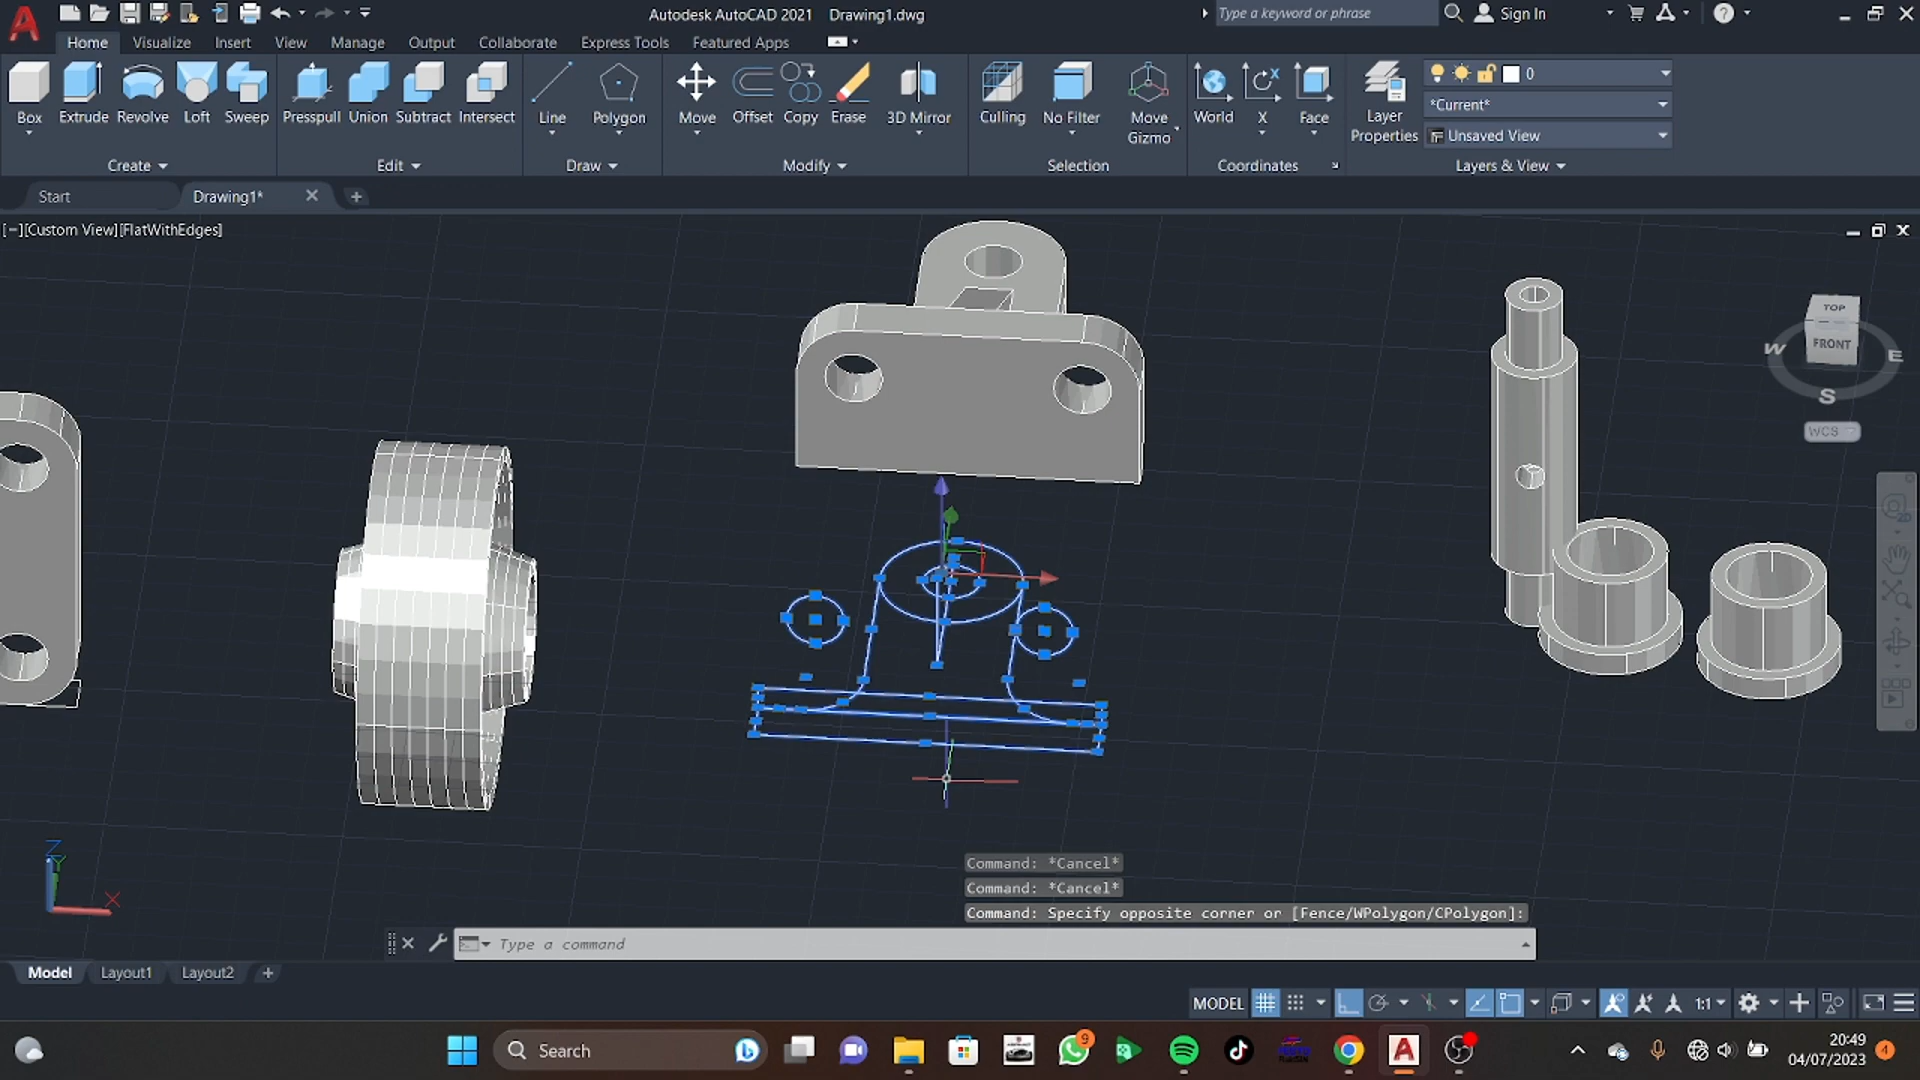 Autodesk AutoCAD 2021 Drawing1.dwg
Type a keyword or phrase
Sign In
Home Visualize Insert View Manage Output Collaborate Express Tools Featured Apps
Box Extrude Revolve Loft Sweep Presspull Union Subtract Intersect Line Polygon Move Offset Copy Erase 3D Mirror Culling No Filter Move Gizmo World X Face Layer Properties
0
*Current*
Unsaved View
Create Edit Draw Modify Selection Coordinates Layers & View
Start Drawing1*
[−][Custom View][FlatWithEdges]
TOP
FRONT
W E
S
WCS
2D
Z
Y
X
Command: *Cancel*
Command: *Cancel*
Command: Specify opposite corner or [Fence/WPolygon/CPolygon]:
Type a command
Model Layout1 Layout2
MODEL 1:1
Search
9
20:49
04/07/2023
4